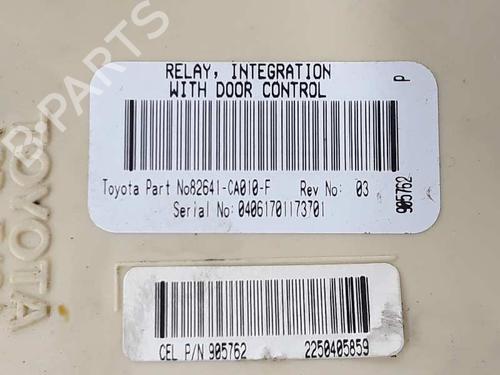 RELAY, INTEGRATION
WITH DOOR CONTROL
P
Toyota Part No82641-CA010-F Rev No: 03
Serial No: 04061701173701
905762
TOYOTA
CEL P/N 905762 2250405859
B-PARTS